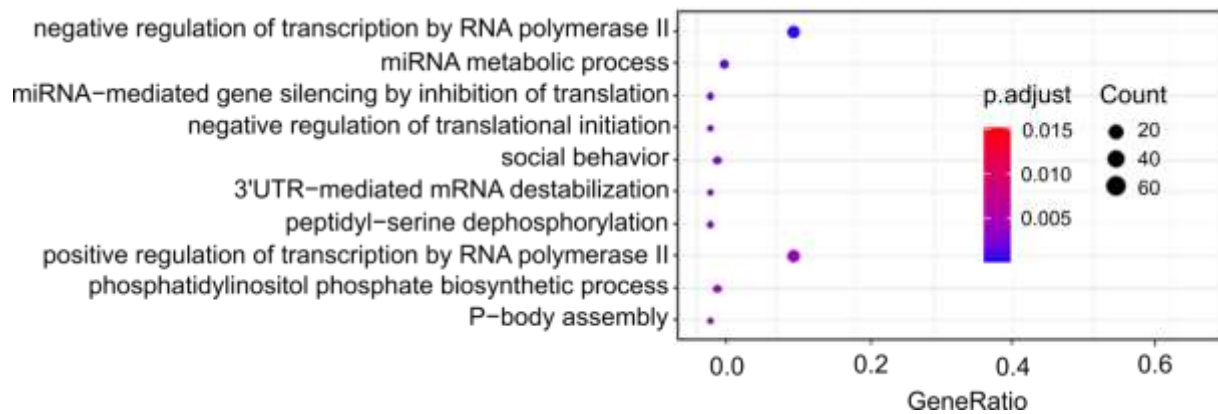 negative regulation of transcription by RNA polymerase II
miRNA metabolic process
miRNA−mediated gene silencing by inhibition of translation
negative regulation of translational initiation
social behavior
3'UTR−mediated mRNA destabilization
peptidyl−serine dephosphorylation
positive regulation of transcription by RNA polymerase II
phosphatidylinositol phosphate biosynthetic process
P−body assembly
p.adjust
0.015
0.010
0.005
Count
20
40
60
0.0 0.2 0.4 0.6
GeneRatio